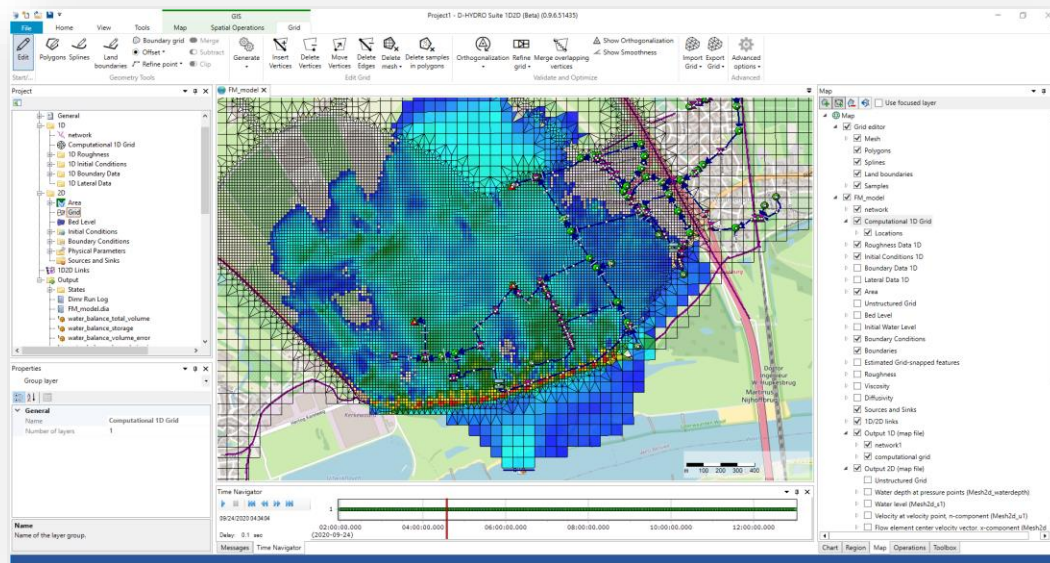 Project1 - D-HYDRO Suite 1D2D (Beta) (0.9.6.51435)
GIS
File Home View Tools Map Spatial Operations Grid
Edit
Polygons
Splines
Land boundaries
Boundary grid
Offset
Refine point
Merge
Subtract
Clip
Generate
Insert Vertices
Delete Vertices
Move Vertices
Delete Edges
Delete mesh
Delete samples in polygons
Orthogonalization
Refine grid
Merge overlapping vertices
Show Orthogonalization
Show Smoothness
Import Grid
Export Grid
Advanced options
Start/...
Geometry Tools
Edit Grid
Validate and Optimize
Advanced
Project
General
1D
network
Computational 1D Grid
1D Roughness
1D Initial Conditions
1D Boundary Data
1D Lateral Data
2D
Area
Grid
Bed Level
Initial Conditions
Boundary Conditions
Physical Parameters
Sources and Sinks
1D2D Links
Output
States
Dimr Run Log
FM_model.dia
water_balance_total_volume
water_balance_storage
water_balance_volume_error
Properties
Group layer
General
Name Computational 1D Grid
Number of layers 1
Name
Name of the layer group.
FM_model
Doctor
Ingenieur
Martinus
Nijhoffbrug
m 100 200 300 400
Time Navigator
09/24/2020 04:34:04
Delay: 0.1 sec
1
02:00:00.000 04:00:00.000 06:00:00.000 08:00:00.000 10:00:00.000 12:00:00.000
(2020-09-24)
Messages Time Navigator
Map
Use focused layer
Map
Grid editor
Mesh
Polygons
Splines
Land boundaries
Samples
FM_model
network
Computational 1D Grid
Locations
Roughness Data 1D
Initial Conditions 1D
Boundary Data 1D
Lateral Data 1D
Area
Unstructured Grid
Bed Level
Initial Water Level
Boundary Conditions
Boundaries
Estimated Grid-snapped features
Roughness
Viscosity
Diffusivity
Sources and Sinks
1D/2D links
Output 1D (map file)
network1
computational grid
Output 2D (map file)
Unstructured Grid
Water depth at pressure points (Mesh2d_waterdepth)
Water level (Mesh2d_s1)
Velocity at velocity point, n-component (Mesh2d_u1)
Flow element center velocity vector, x-component (Mesh2d
Chart Region Map Operations Toolbox